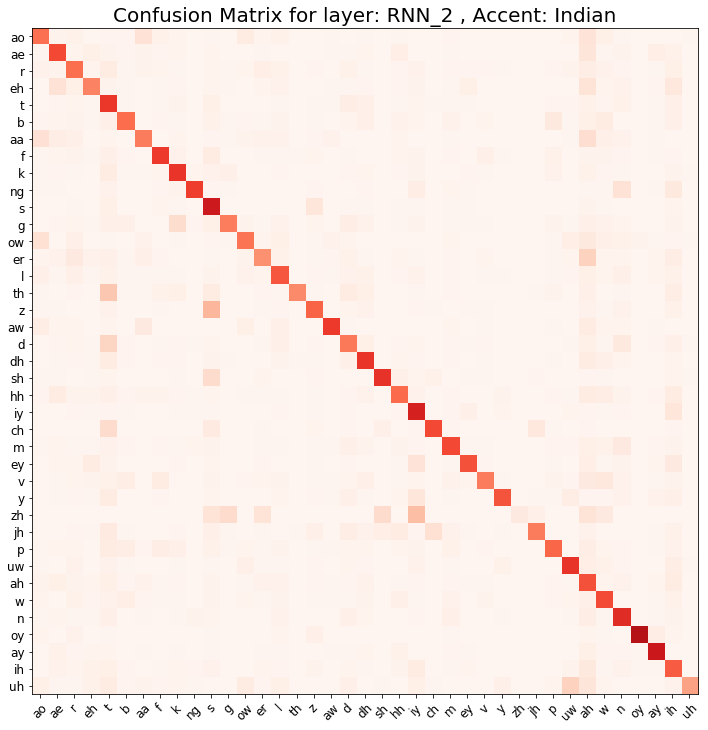 Confusion Matrix for layer: RNN_2 , Accent: Indian
ao
ae
r
eh
t
b
aa
f
k
ng
s
g
ow
er
l
th
z
aw
d
dh
sh
hh
iy
ch
m
ey
v
y
zh
jh
p
uw
ah
w
n
oy
ay
ih
uh
ao ae r eh t b aa f k ng s g ow er l th z aw d dh sh hh iy ch m ey v y zh jh p uw ah w n oy ay ih uh